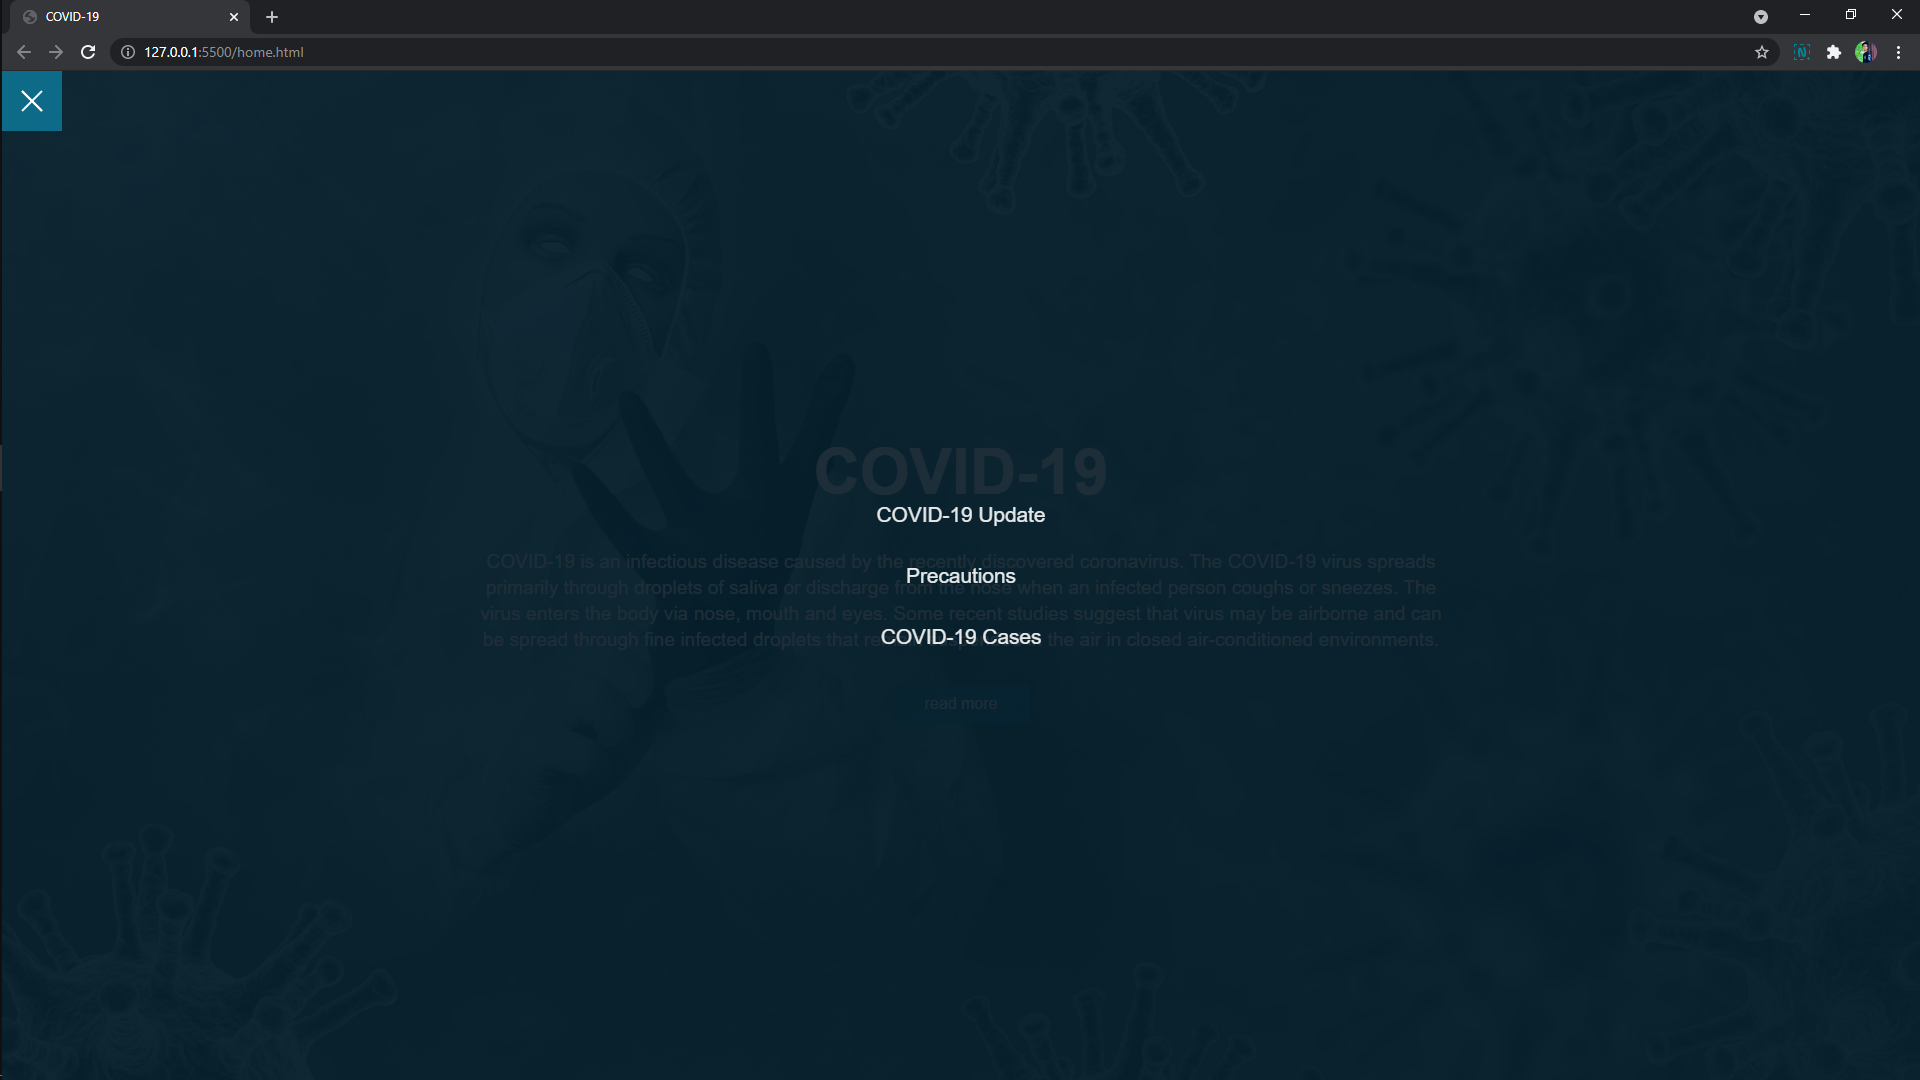 COVID-19
127.0.0.1:5500/home.html
COVID-19
COVID-19 Update
COVID-19 is an infectious disease caused by the recently discovered coronavirus. The COVID-19 virus spreads
Precautions
primarily through droplets of saliva or discharge from the nose when an infected person coughs or sneezes. The
virus enters the body via nose, mouth and eyes. Some recent studies suggest that virus may be airborne and can
COVID-19 Cases
be spread through fine infected droplets that the air in closed air-conditioned environments.
read more